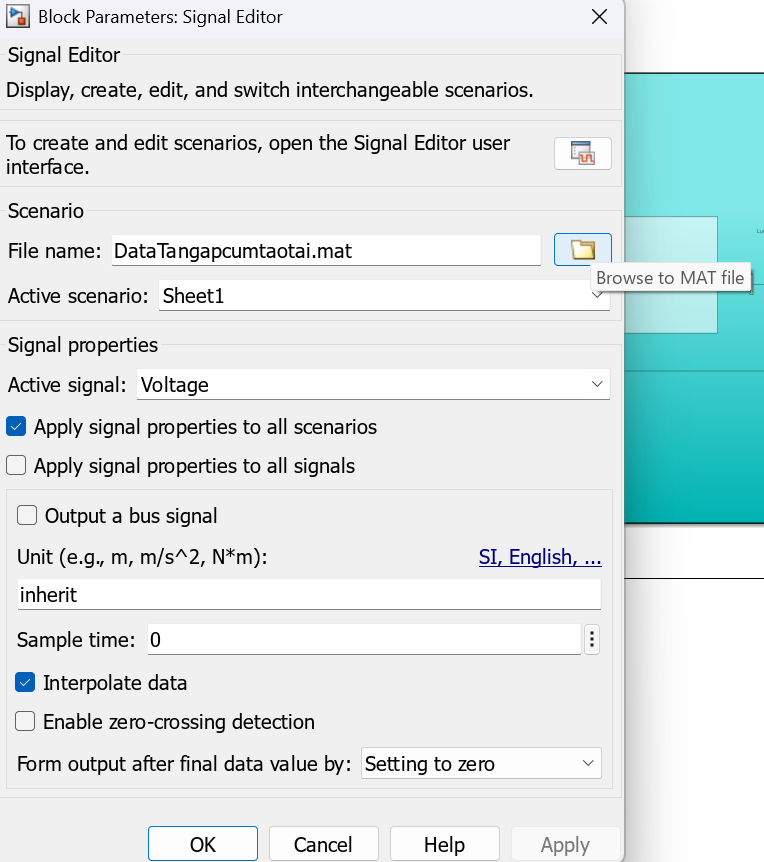 Block Parameters: Signal Editor
Signal Editor
Display, create, edit, and switch interchangeable scenarios.
To create and edit scenarios, open the Signal Editor user
interface.
Scenario
File name: DataTangapcumtaotai.mat
Browse to MAT file
Active scenario: Sheet1
Signal properties
Active signal: Voltage
Apply signal properties to all scenarios
Apply signal properties to all signals
Output a bus signal
Unit (e.g., m, m/s^2, N*m): SI, English, ...
inherit
Sample time: 0
Interpolate data
Enable zero-crossing detection
Form output after final data value by: Setting to zero
OK Cancel Help Apply